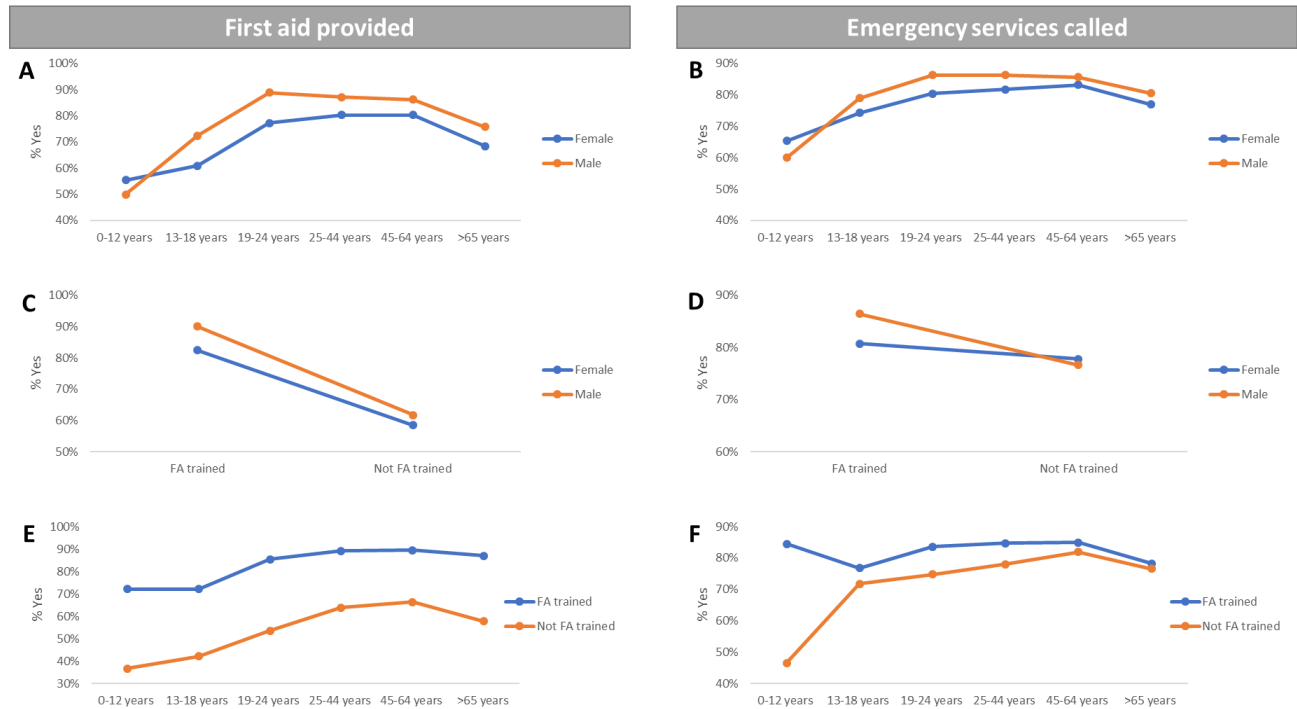 First aid provided
Emergency services called
A
100%
90%
80%
70%
60%
50%
40%
% Yes
0-12 years 13-18 years 19-24 years 25-44 years 45-64 years >65 years
Female
Male
B
90%
80%
70%
60%
50%
40%
% Yes
0-12 years 13-18 years 19-24 years 25-44 years 45-64 years >65 years
Female
Male
C
100%
90%
80%
70%
60%
50%
% Yes
FA trained Not FA trained
Female
Male
D
90%
80%
70%
60%
% Yes
FA trained Not FA trained
Female
Male
E
100%
90%
80%
70%
60%
50%
40%
30%
% Yes
0-12 years 13-18 years 19-24 years 25-44 years 45-64 years >65 years
FA trained
Not FA trained
F
90%
80%
70%
60%
50%
40%
% Yes
0-12 years 13-18 years 19-24 years 25-44 years 45-64 years >65 years
FA trained
Not FA trained